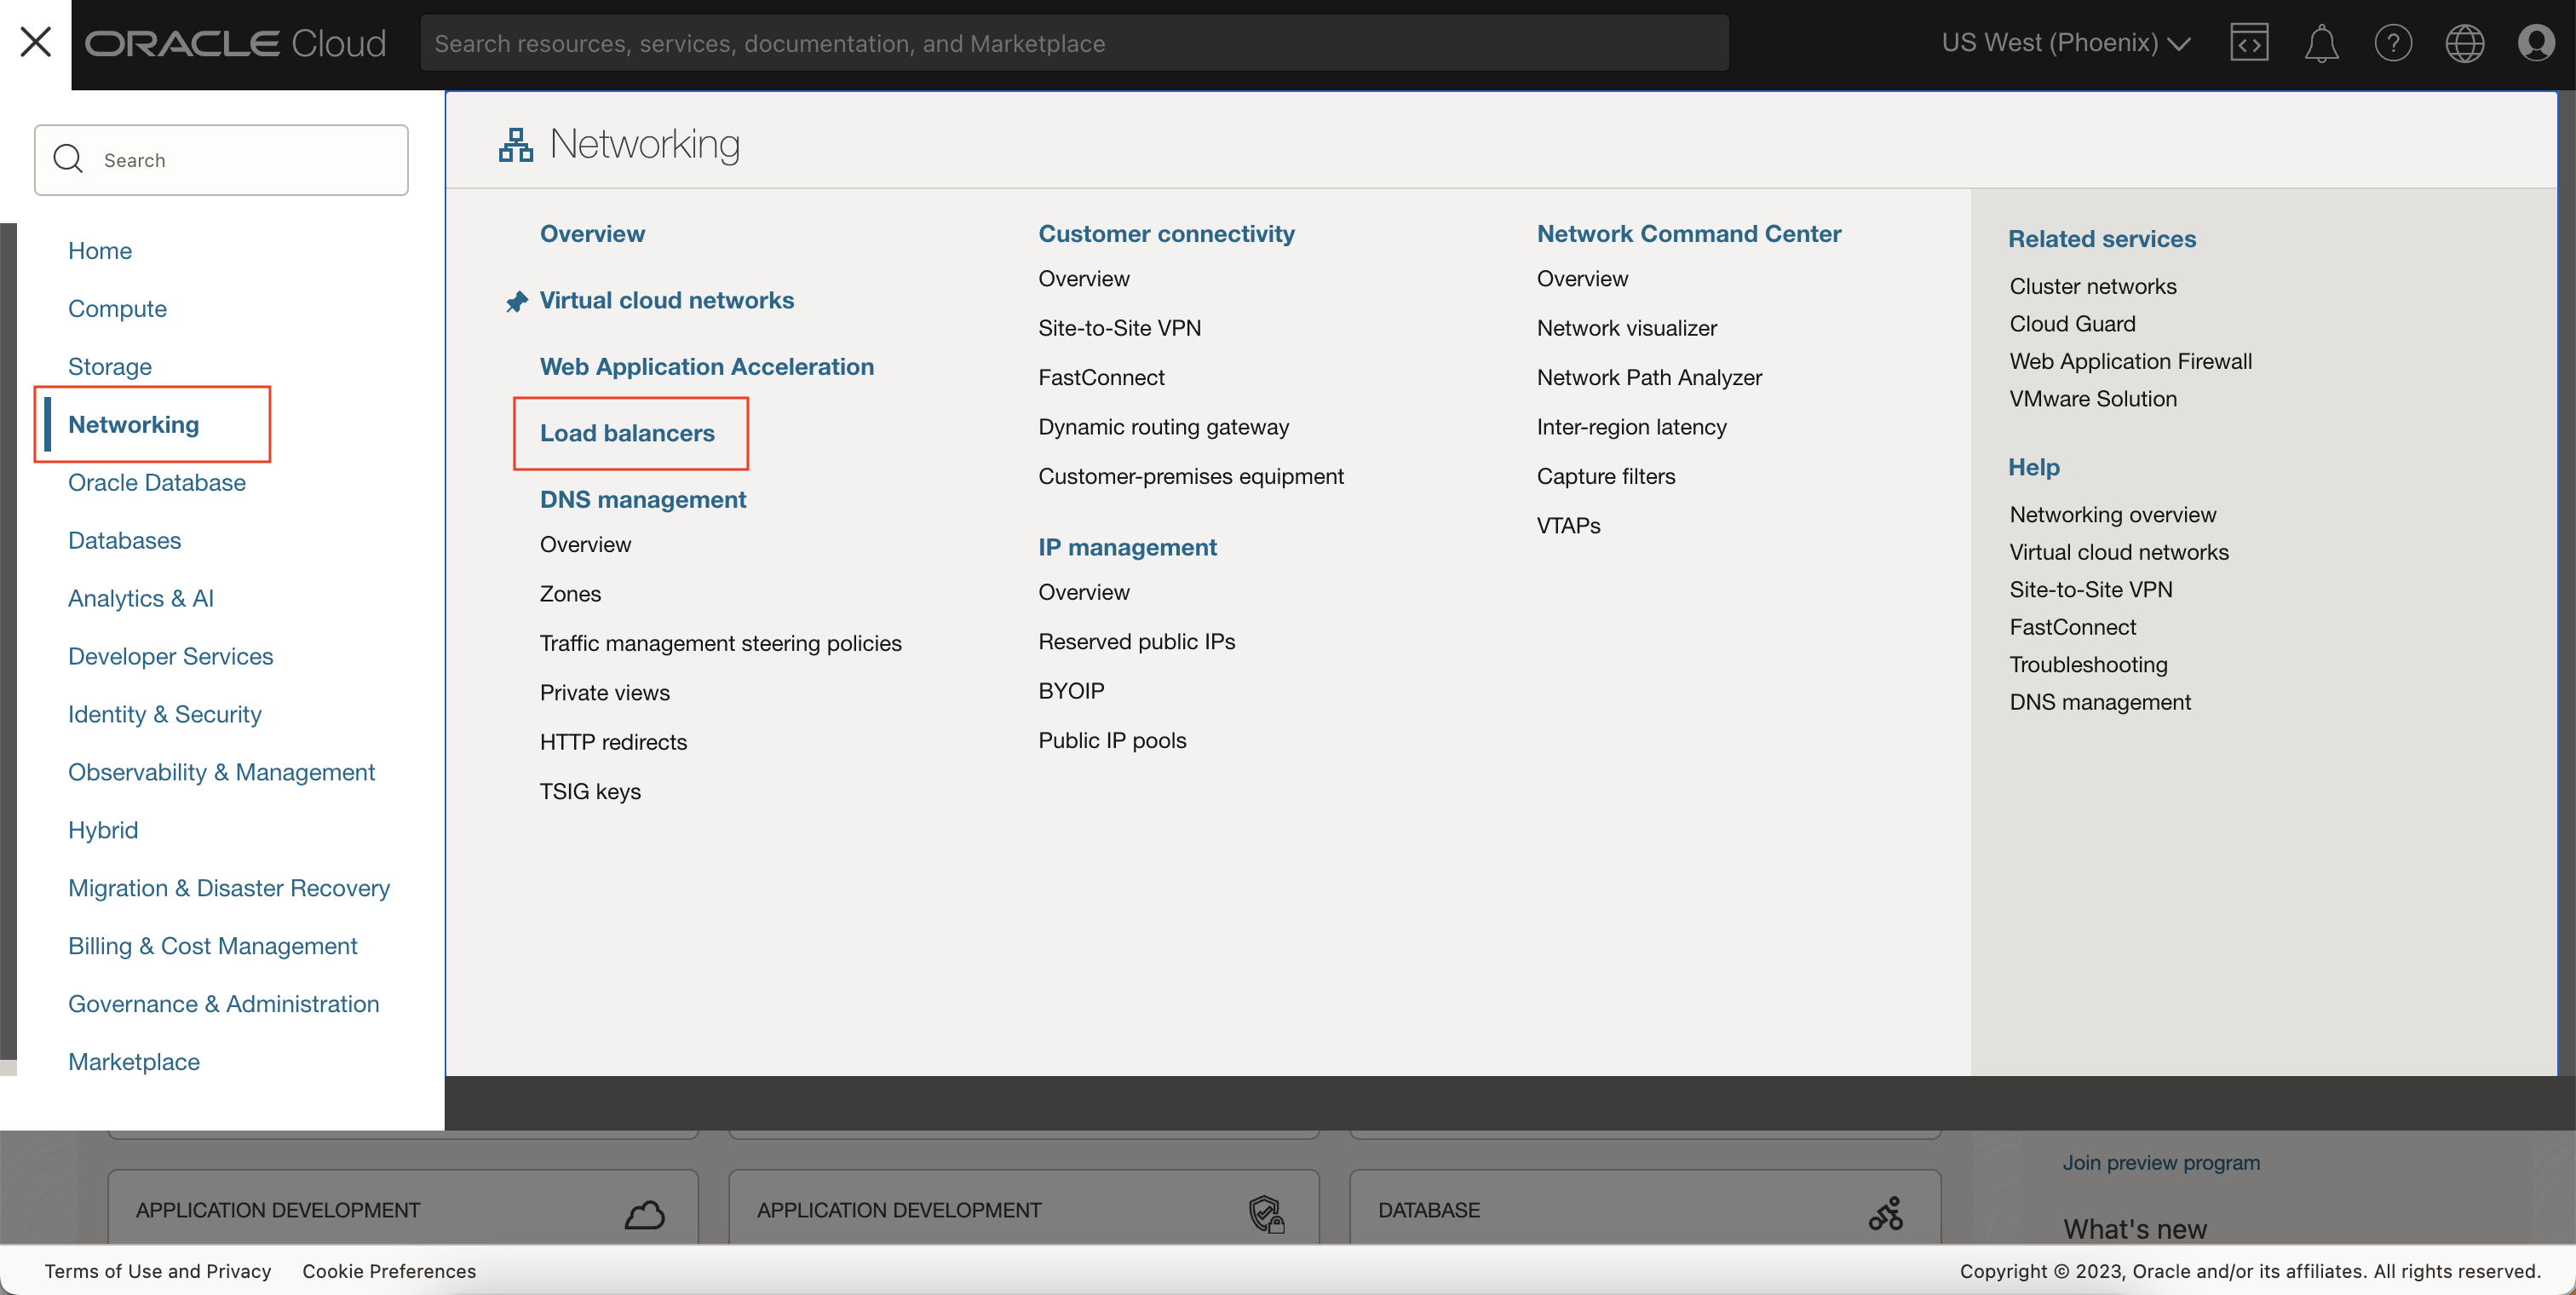 ORACLE Cloud
Search resources, services, documentation, and Marketplace
US West (Phoenix)
Search
Home
Compute
Storage
Networking
Oracle Database
Databases
Analytics & AI
Developer Services
Identity & Security
Observability & Management
Hybrid
Migration & Disaster Recovery
Billing & Cost Management
Governance & Administration
Marketplace
Networking
Overview
Virtual cloud networks
Web Application Acceleration
Load balancers
DNS management
Overview
Zones
Traffic management steering policies
Private views
HTTP redirects
TSIG keys
Customer connectivity
Overview
Site-to-Site VPN
FastConnect
Dynamic routing gateway
Customer-premises equipment
IP management
Overview
Reserved public IPs
BYOIP
Public IP pools
Network Command Center
Overview
Network visualizer
Network Path Analyzer
Inter-region latency
Capture filters
VTAPs
Related services
Cluster networks
Cloud Guard
Web Application Firewall
VMware Solution
Help
Networking overview
Virtual cloud networks
Site-to-Site VPN
FastConnect
Troubleshooting
DNS management
Join preview program
APPLICATION DEVELOPMENT
APPLICATION DEVELOPMENT
DATABASE
What's new
Terms of Use and Privacy
Cookie Preferences
Copyright © 2023, Oracle and/or its affiliates. All rights reserved.